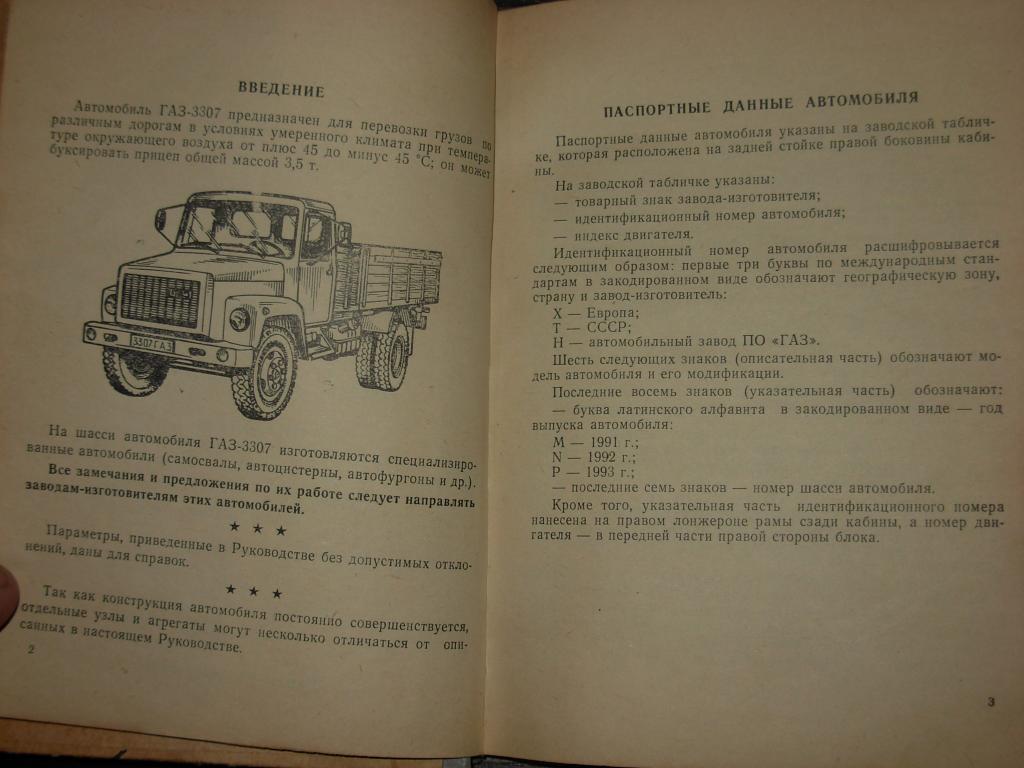 ВВЕДЕНИЕ
Автомобиль ГАЗ-3307 предназначен для перевозки грузов по
различным дорогам в условиях умеренного климата при темпера-
туре окружающего воздуха от плюс 45 до минус 45 °С; он может
буксировать прицеп общей массой 3,5 т.
3307 ГАЗ
На шасси автомобиля ГАЗ-3307 изготовляются специализиро-
ванные автомобили (самосвалы, автоцистерны, автофургоны и др.).
Все замечания и предложения по их работе следует направлять
заводам-изготовителям этих автомобилей.
★ ★ ★
Параметры, приведенные в Руководстве без допустимых откло-
нений, даны для справок.
★ ★ ★
Так как конструкция автомобиля постоянно совершенствуется,
отдельные узлы и агрегаты могут несколько отличаться от опи-
санных в настоящем Руководстве.
2
ПАСПОРТНЫЕ ДАННЫЕ АВТОМОБИЛЯ
Паспортные данные автомобиля указаны на заводской таблич-
ке, которая расположена на задней стойке правой боковины каби-
ны.
На заводской табличке указаны:
— товарный знак завода-изготовителя;
— идентификационный номер автомобиля;
— индекс двигателя.
Идентификационный номер автомобиля расшифровывается
следующим образом: первые три буквы по международным стан-
дартам в закодированном виде обозначают географическую зону,
страну и завод-изготовитель:
X — Европа;
Т — СССР;
Н — автомобильный завод ПО «ГАЗ».
Шесть следующих знаков (описательная часть) обозначают мо-
дель автомобиля и его модификации.
Последние восемь знаков (указательная часть) обозначают:
— буква латинского алфавита в закодированном виде — год
выпуска автомобиля:
M — 1991 г.;
N — 1992 г.;
P — 1993 г.;
— последние семь знаков — номер шасси автомобиля.
Кроме того, указательная часть идентификационного номера
нанесена на правом лонжероне рамы сзади кабины, а номер дви-
гателя — в передней части правой стороны блока.
3